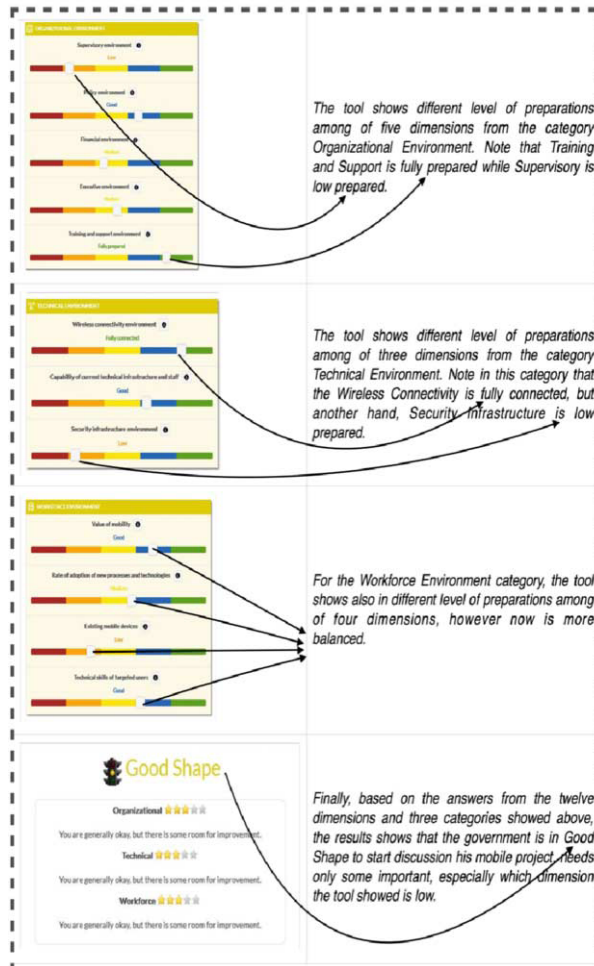 ORGANIZATIONAL ENVIRONMENT
Supervisory environment
Low
Policy environment
Good
Financial environment
Medium
Executive environment
Medium
Training and support environment
Fully prepared
The tool shows different level of preparations
among of five dimensions from the category
Organizational Environment. Note that Training
and Support is fully prepared while Supervisory is
low prepared.
TECHNICAL ENVIRONMENT
Wireless connectivity environment
Fully connected
Capability of current technical infrastructure and staff
Good
Security infrastructure environment
Low
The tool shows different level of preparations
among of three dimensions from the category
Technical Environment. Note in this category that
the Wireless Connectivity is fully connected, but
another hand, Security Infrastructure is low
prepared.
WORKFORCE ENVIRONMENT
Value of mobility
Good
Rate of adoption of new processes and technologies
Medium
Existing mobile devices
Low
Technical skills of targeted users
Good
For the Workforce Environment category, the tool
shows also in different level of preparations among
of four dimensions, however now is more
balanced.
Good Shape
Organizational
You are generally okay, but there is some room for improvement.
Technical
You are generally okay, but there is some room for improvement.
Workforce
You are generally okay, but there is some room for improvement.
Finally, based on the answers from the twelve
dimensions and three categories showed above,
the results shows that the government is in Good
Shape to start discussion his mobile project, needs
only some important, especially which dimension
the tool showed is low.